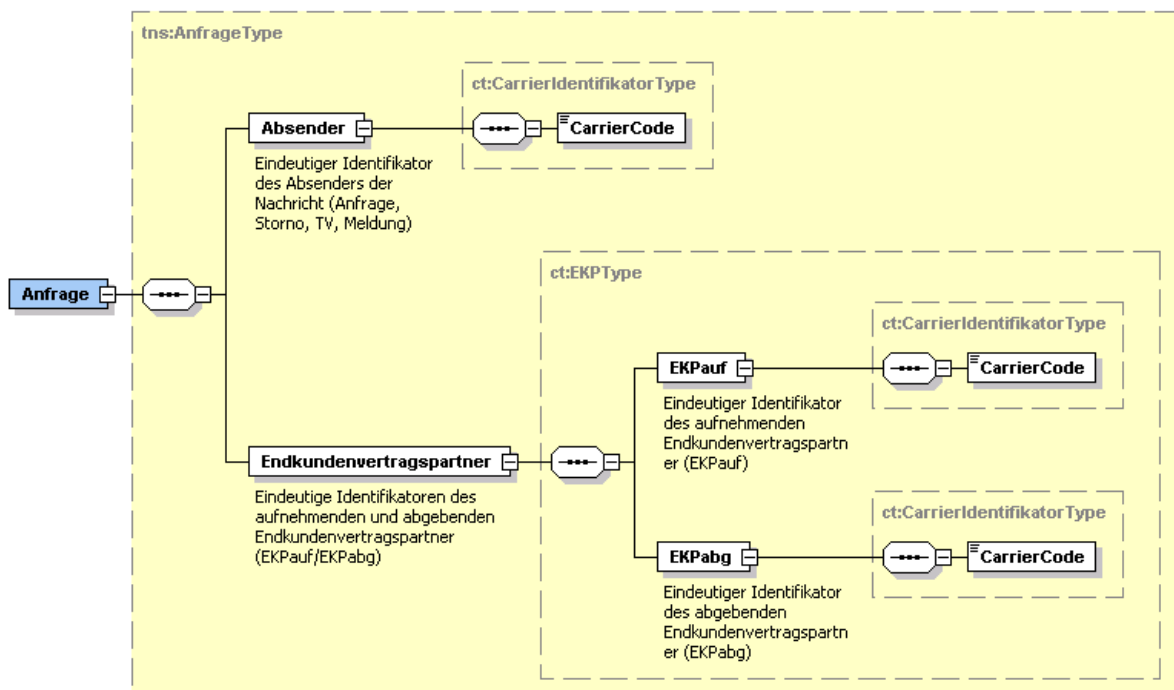 tns:AnfrageType
ct:CarrierIdentifikatorType
Absender
CarrierCode
Eindeutiger Identifikator
des Absenders der
Nachricht (Anfrage,
Storno, TV, Meldung)
Anfrage
ct:EKPType
ct:CarrierIdentifikatorType
EKPauf
CarrierCode
Eindeutiger Identifikator
des aufnehmenden
Endkundenvertragspartn
er (EKPauf)
Endkundenvertragspartner
Eindeutige Identifikatoren des
aufnehmenden und abgebenden
Endkundenvertragspartner
(EKPauf/EKPabg)
ct:CarrierIdentifikatorType
EKPabg
CarrierCode
Eindeutiger Identifikator
des abgebenden
Endkundenvertragspartn
er (EKPabg)